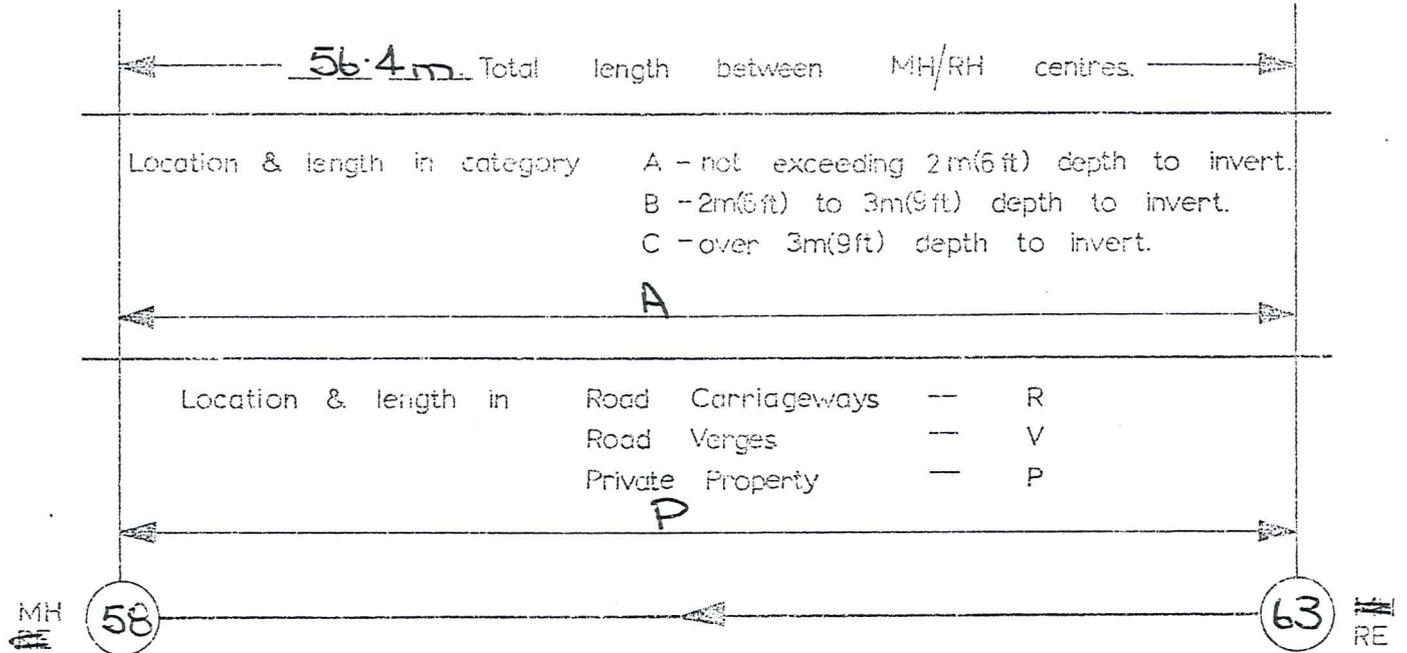 56.4m. Total length between MH/RH centres.
Location & length in category A - not exceeding 2m(6ft) depth to invert.
B - 2m(6ft) to 3m(9ft) depth to invert.
C - over 3m(9ft) depth to invert.
A
Location & length in Road Carriageways — R
Road Verges — V
Private Property — P
P
MH 58 63
RE